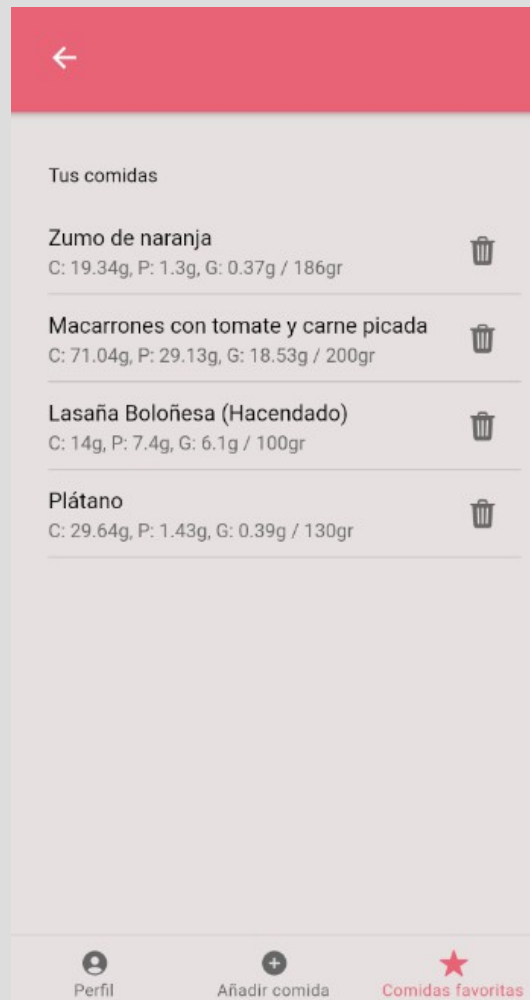 Tus comidas
Zumo de naranja
C: 19.34g, P: 1.3g, G: 0.37g / 186gr
Macarrones con tomate y carne picada
C: 71.04g, P: 29.13g, G: 18.53g / 200gr
Lasaña Boloñesa (Hacendado)
C: 14g, P: 7.4g, G: 6.1g / 100gr
Plátano
C: 29.64g, P: 1.43g, G: 0.39g / 130gr
Perfil
Añadir comida
Comidas favoritas